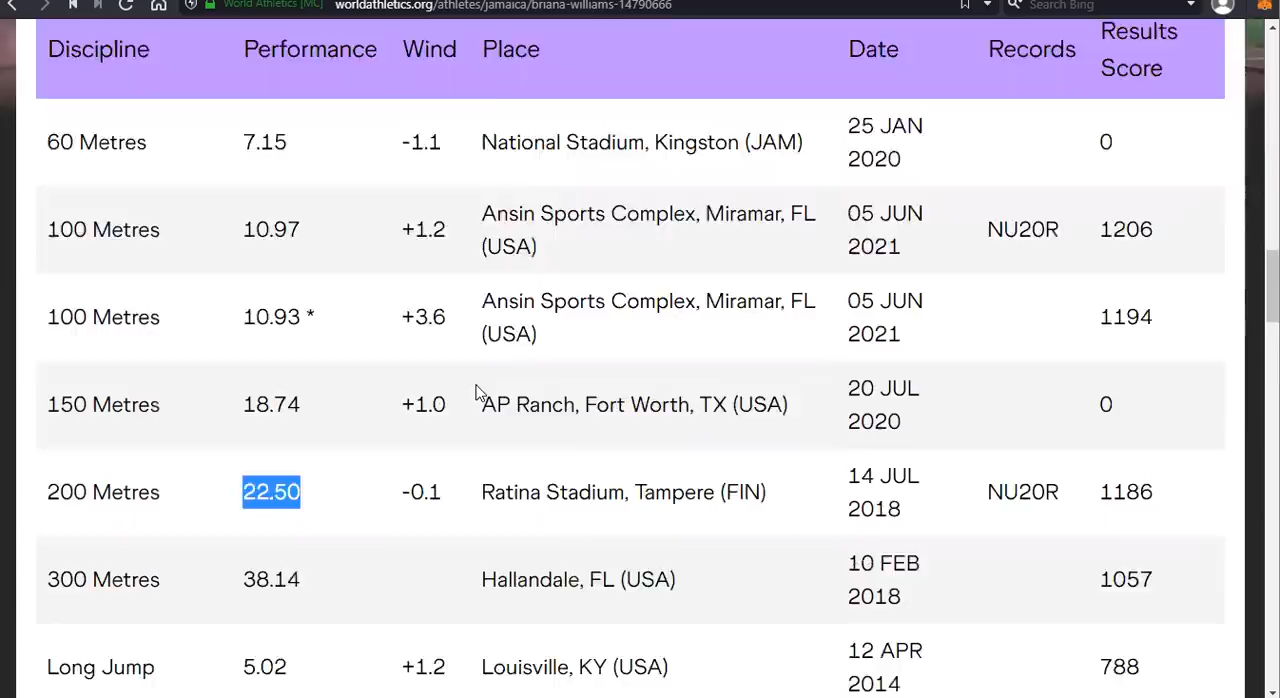 World Athletics [MC] worldathletics.org/athletes/jamaica/briana-williams-14790666 Search Bing
Discipline Performance Wind Place Date Records Results Score
60 Metres 7.15 -1.1 National Stadium, Kingston (JAM) 25 JAN 2020 0
100 Metres 10.97 +1.2 Ansin Sports Complex, Miramar, FL (USA) 05 JUN 2021 NU20R 1206
100 Metres 10.93 * +3.6 Ansin Sports Complex, Miramar, FL (USA) 05 JUN 2021 1194
150 Metres 18.74 +1.0 AP Ranch, Fort Worth, TX (USA) 20 JUL 2020 0
200 Metres 22.50 -0.1 Ratina Stadium, Tampere (FIN) 14 JUL 2018 NU20R 1186
300 Metres 38.14 Hallandale, FL (USA) 10 FEB 2018 1057
Long Jump 5.02 +1.2 Louisville, KY (USA) 12 APR 2014 788